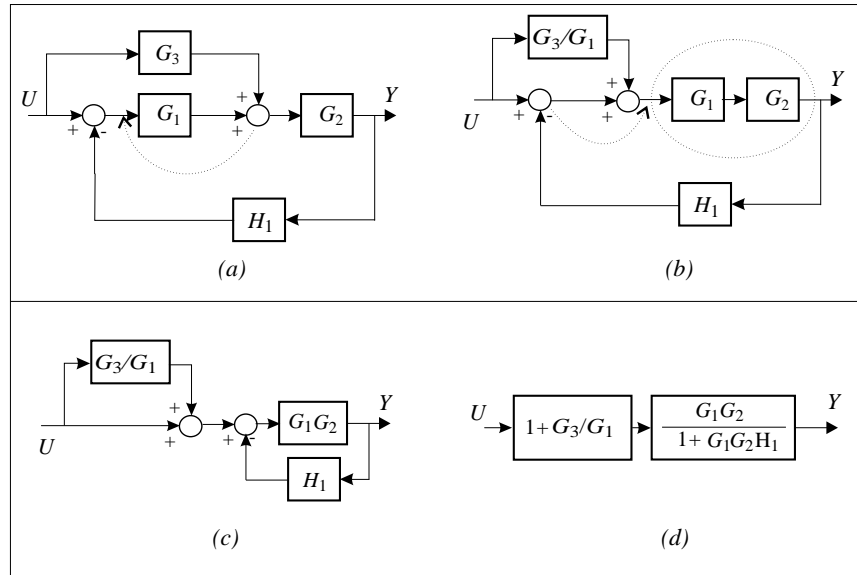 G3
U
+
-
G1
+
+
G2
Y
H1
(a)
G3/G1
U
+
-
+
+
G1
G2
Y
H1
(b)
G3/G1
U
+
+
+
-
G1G2
Y
H1
(c)
U
1+G3/G1
G1G2
1+ G1G2H1
Y
(d)